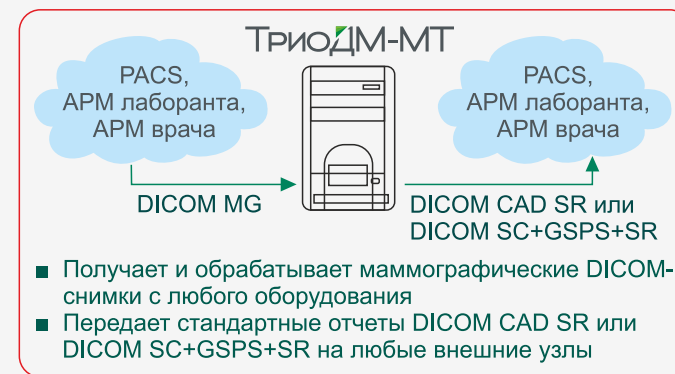 ТриоДМ-МТ
PACS,
АРМ лаборанта,
АРМ врача
PACS,
АРМ лаборанта,
АРМ врача
DICOM MG
DICOM CAD SR или
DICOM SC+GSPS+SR
Получает и обрабатывает маммографические DICOM-
снимки с любого оборудования
Передает стандартные отчеты DICOM CAD SR или
DICOM SC+GSPS+SR на любые внешние узлы